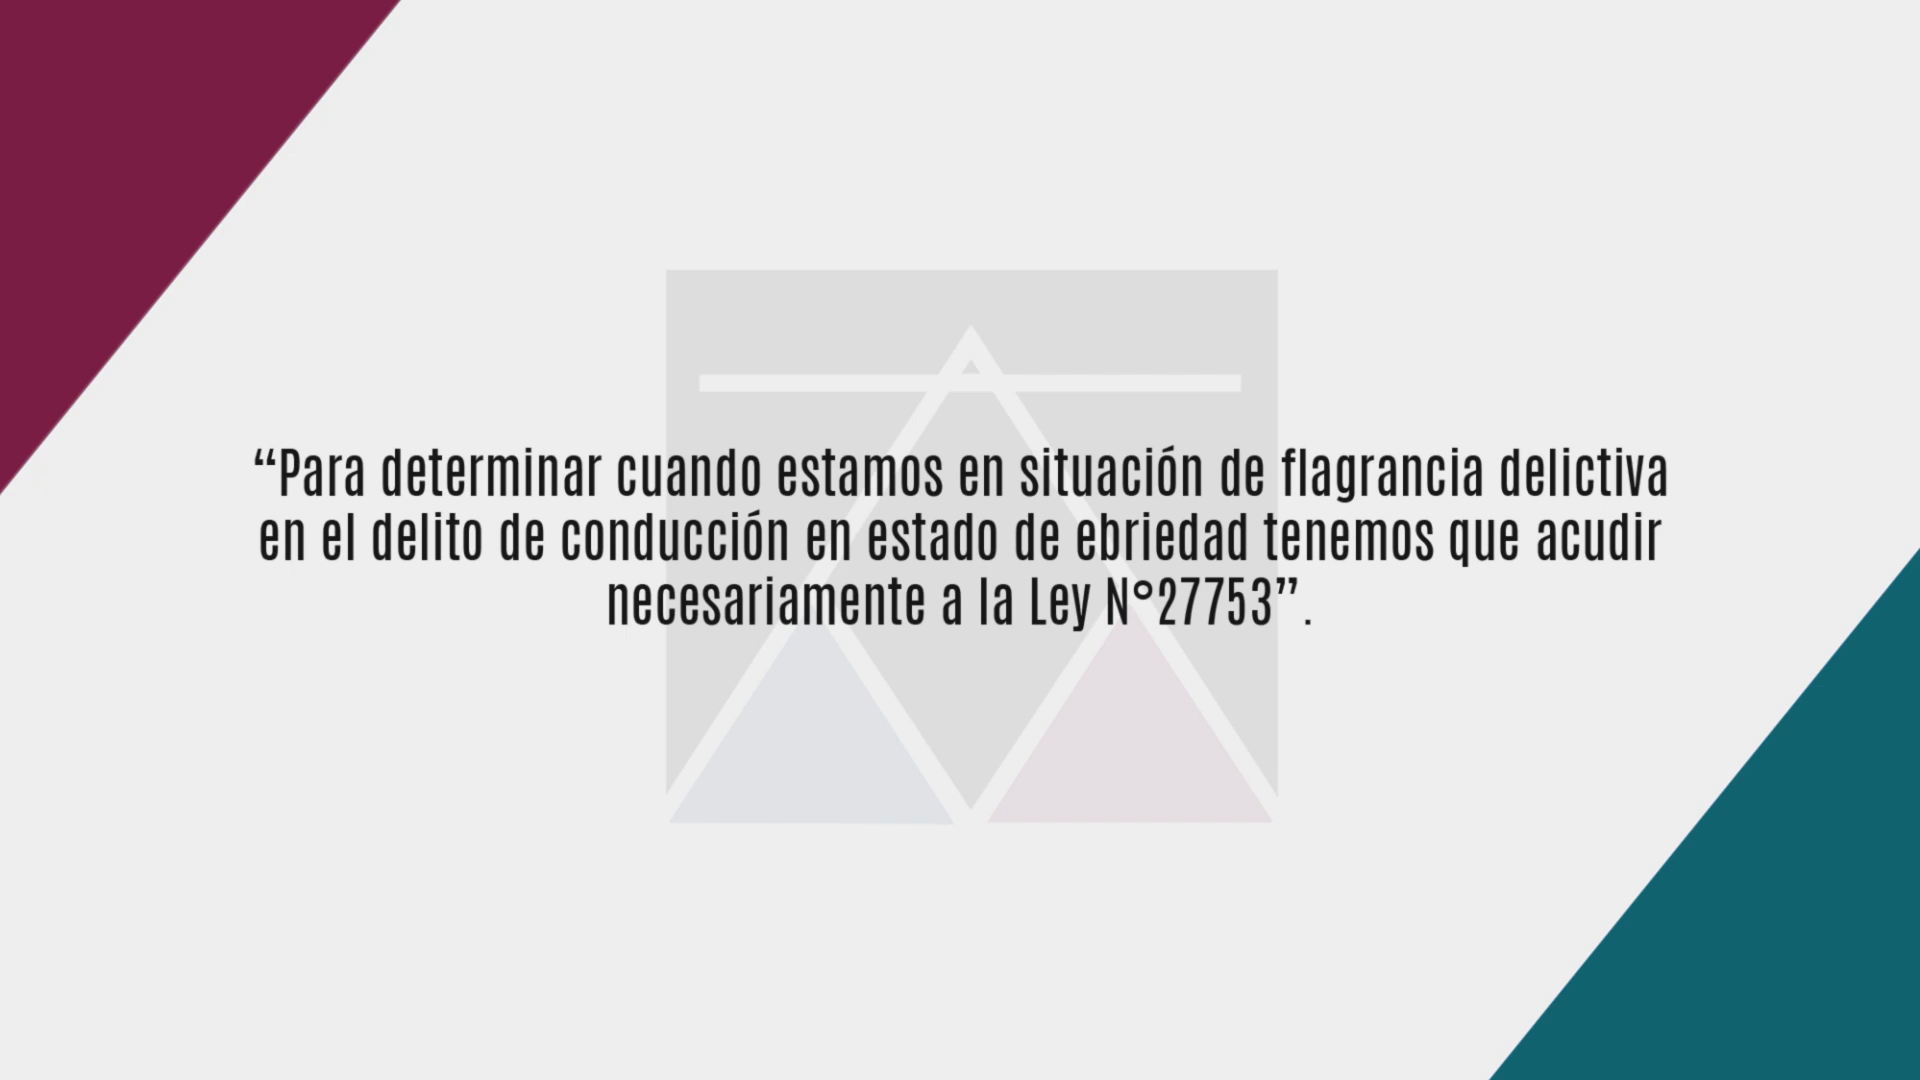 “Para determinar cuando estamos en situación de flagrancia delictiva
en el delito de conducción en estado de ebriedad tenemos que acudir
necesariamente a la Ley N°27753”.